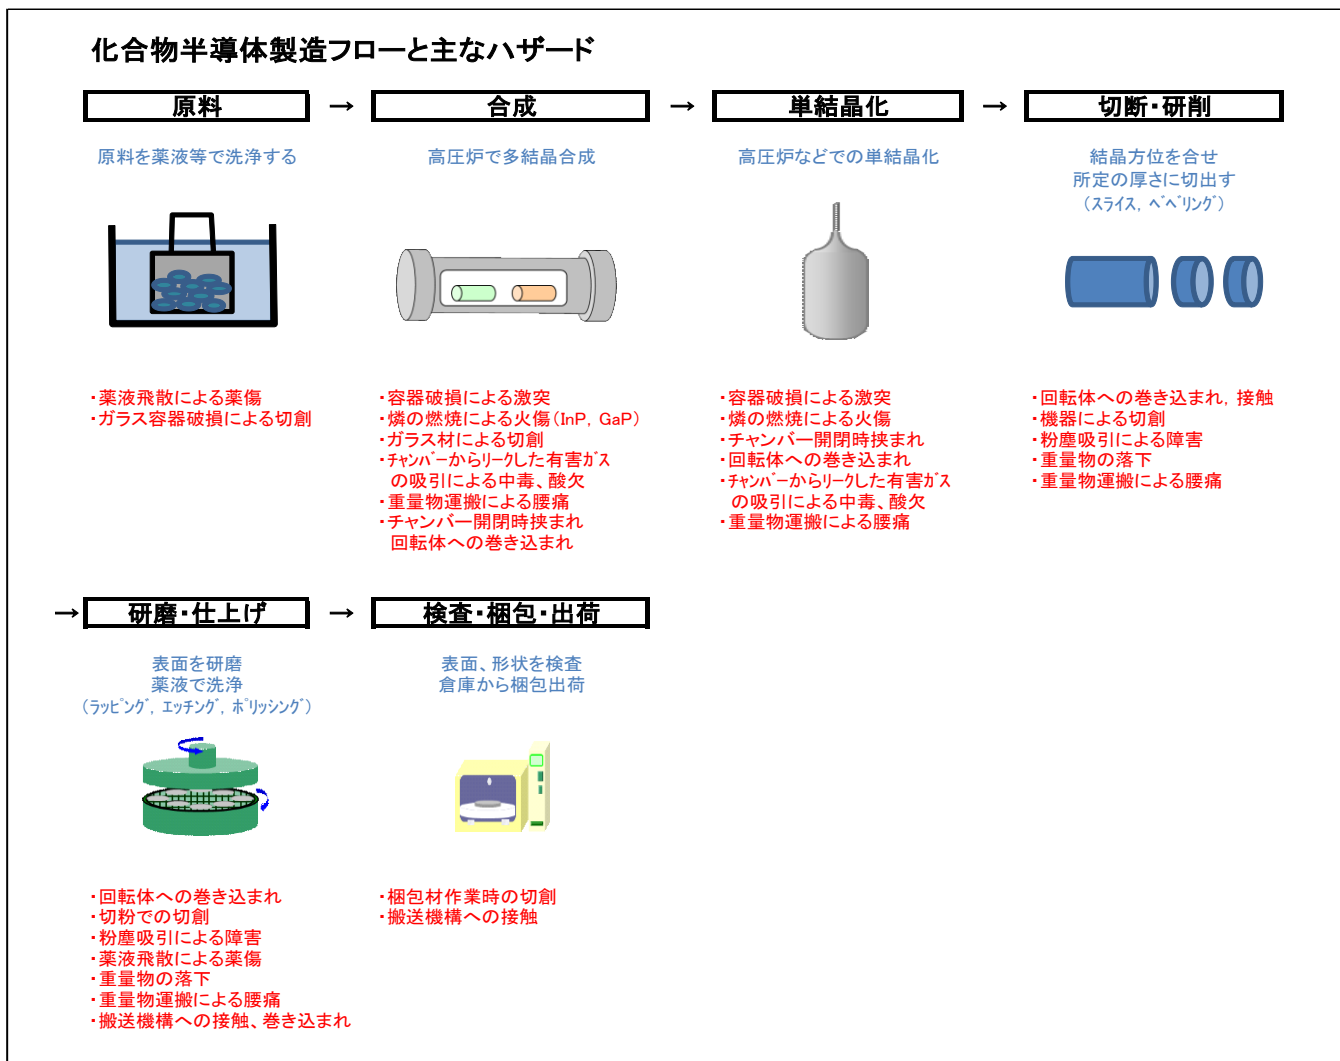 化合物半導体製造フローと主なハザード
原料 → 合成 → 単結晶化 → 切断・研削
原料を薬液等で洗浄する
高圧炉で多結晶合成
高圧炉などでの単結晶化
結晶方位を合せ
所定の厚さに切出す
（ｽﾗｲｽ，ﾍﾞﾍﾞﾘﾝｸﾞ）
・薬液飛散による薬傷
・ガラス容器破損による切創
・容器破損による激突
・燐の燃焼による火傷（InP，GaP）
・ガラス材による切創
・ﾁｬﾝﾊﾞｰからﾘｰｸした有害ｶﾞｽ
の吸引による中毒、酸欠
・重量物運搬による腰痛
・チャンバー開閉時挟まれ
回転体への巻き込まれ
・容器破損による激突
・燐の燃焼による火傷
・チャンバー開閉時挟まれ
・回転体への巻き込まれ
・ﾁｬﾝﾊﾞｰからﾘｰｸした有害ｶﾞｽ
の吸引による中毒、酸欠
・重量物運搬による腰痛
・回転体への巻き込まれ，接触
・機器による切創
・粉塵吸引による障害
・重量物の落下
・重量物運搬による腰痛
→ 研磨・仕上げ → 検査・梱包・出荷
表面を研磨
薬液で洗浄
（ﾗｯﾋﾟﾝｸﾞ，ｴｯﾁﾝｸﾞ，ﾎﾟﾘｯｼﾝｸﾞ）
表面、形状を検査
倉庫から梱包出荷
・回転体への巻き込まれ
・切粉での切創
・粉塵吸引による障害
・薬液飛散による薬傷
・重量物の落下
・重量物運搬による腰痛
・搬送機構への接触、巻き込まれ
・梱包材作業時の切創
・搬送機構への接触